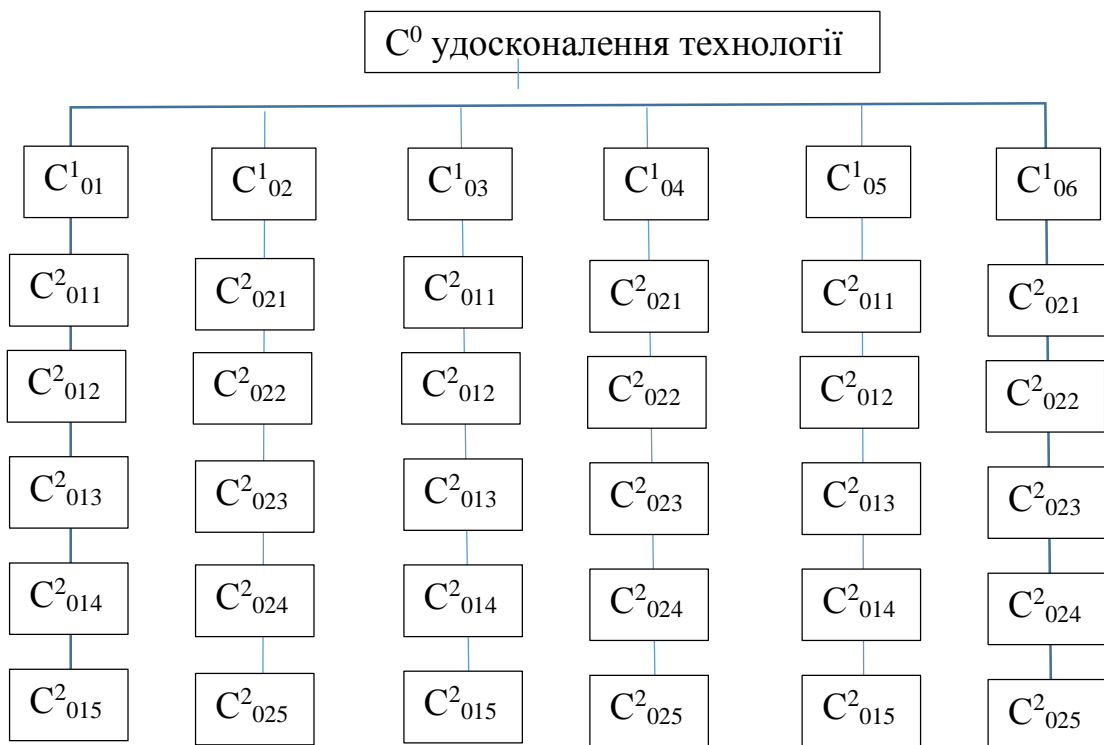 C⁰ удосконалення технології
C¹₀₁ C¹₀₂ C¹₀₃ C¹₀₄ C¹₀₅ C¹₀₆
C²₀₁₁ C²₀₂₁ C²₀₁₁ C²₀₂₁ C²₀₁₁ C²₀₂₁
C²₀₁₂ C²₀₂₂ C²₀₁₂ C²₀₂₂ C²₀₁₂ C²₀₂₂
C²₀₁₃ C²₀₂₃ C²₀₁₃ C²₀₂₃ C²₀₁₃ C²₀₂₃
C²₀₁₄ C²₀₂₄ C²₀₁₄ C²₀₂₄ C²₀₁₄ C²₀₂₄
C²₀₁₅ C²₀₂₅ C²₀₁₅ C²₀₂₅ C²₀₁₅ C²₀₂₅